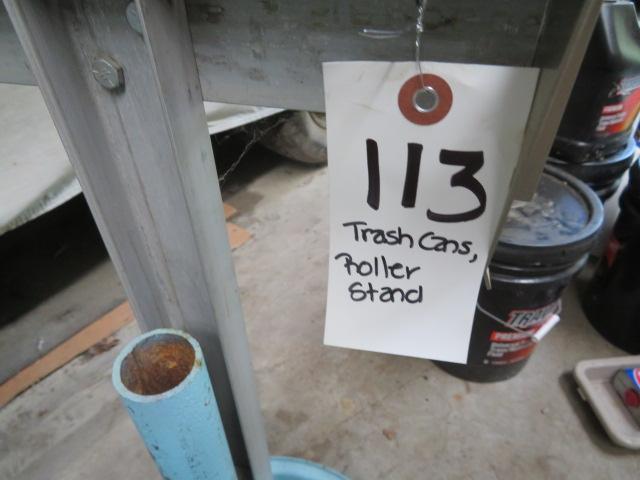 113
Trash Cans,
Roller
Stand